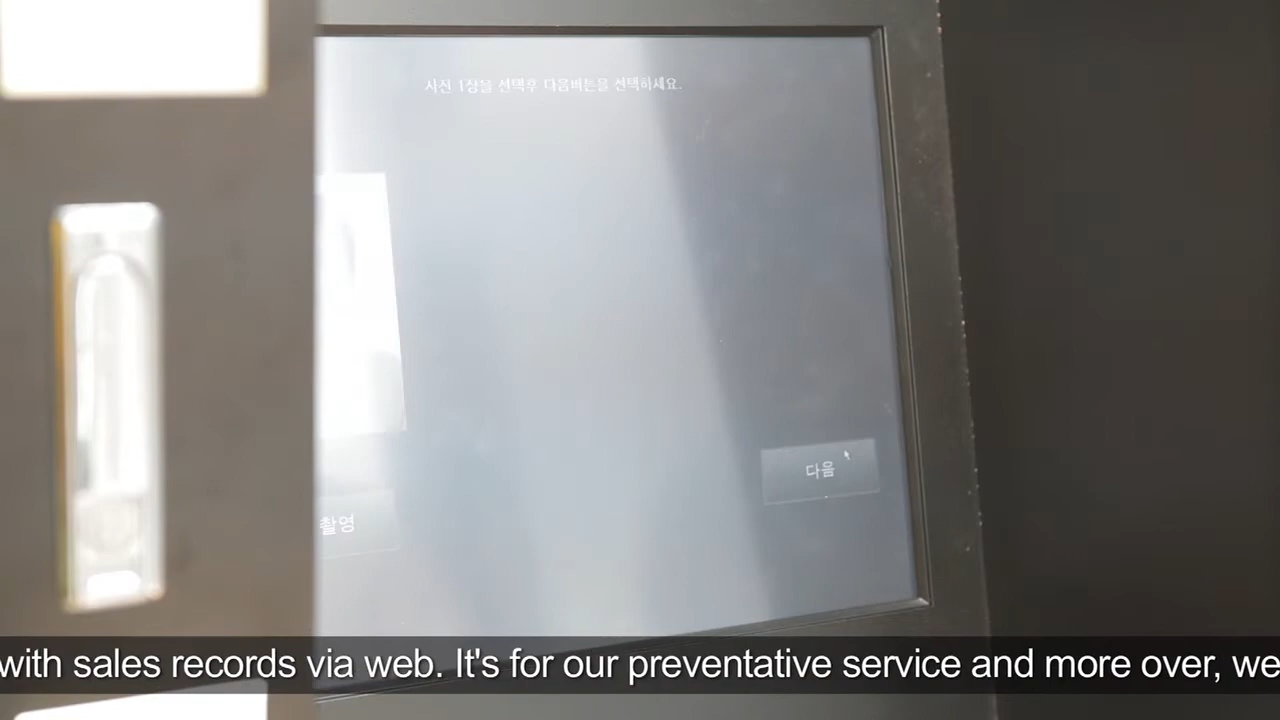 사진 1장을 선택후 다음버튼을 선택하세요.
다음
촬영
with sales records via web. It's for our preventative service and more over, we